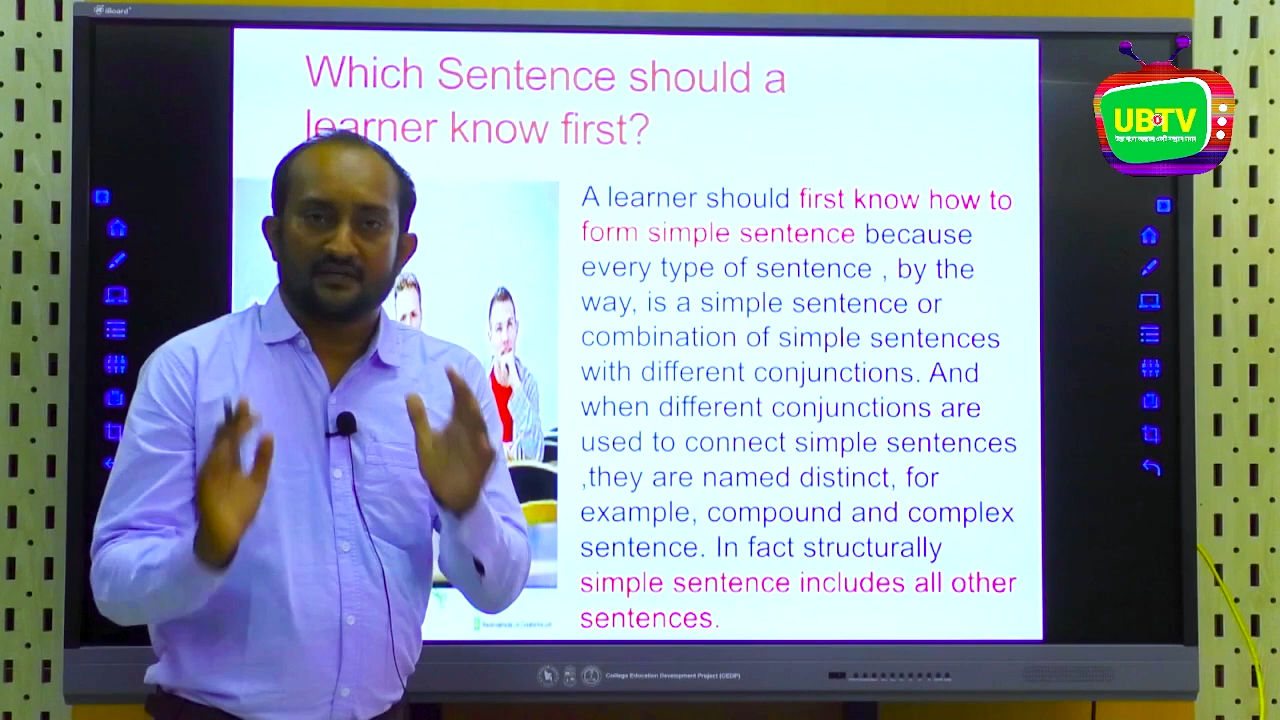 iBoard
Which Sentence should a
learner know first?
UBTV
A learner should first know how to
form simple sentence because
every type of sentence , by the
way, is a simple sentence or
combination of simple sentences
with different conjunctions. And
when different conjunctions are
used to connect simple sentences
,they are named distinct, for
example, compound and complex
sentence. In fact structurally
simple sentence includes all other
sentences.
College Education Development Project (CEDP)